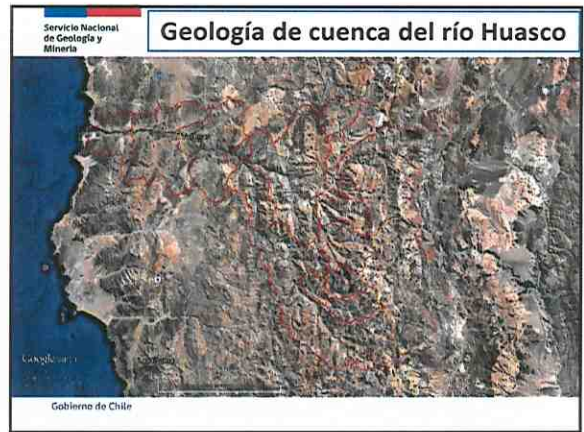 Servicio Nacional
de Geología y
Minería
Geología de cuenca del río Huasco
Google
Gobierno de Chile